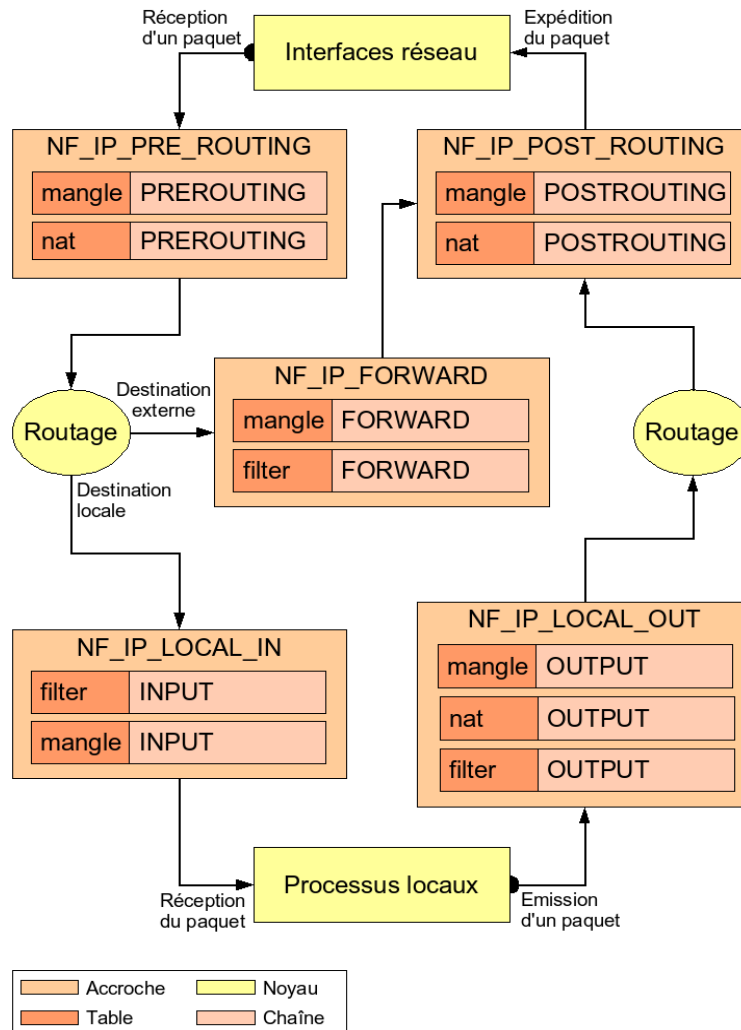 Réception
d'un paquet
Interfaces réseau
Expédition
du paquet
NF_IP_PRE_ROUTING
mangle PREROUTING
nat PREROUTING
NF_IP_POST_ROUTING
mangle POSTROUTING
nat POSTROUTING
Routage
Destination
externe
NF_IP_FORWARD
mangle FORWARD
filter FORWARD
Routage
Destination
locale
NF_IP_LOCAL_IN
filter INPUT
mangle INPUT
NF_IP_LOCAL_OUT
mangle OUTPUT
nat OUTPUT
filter OUTPUT
Réception
du paquet
Processus locaux
Emission
d'un paquet
Accroche Noyau
Table Chaîne